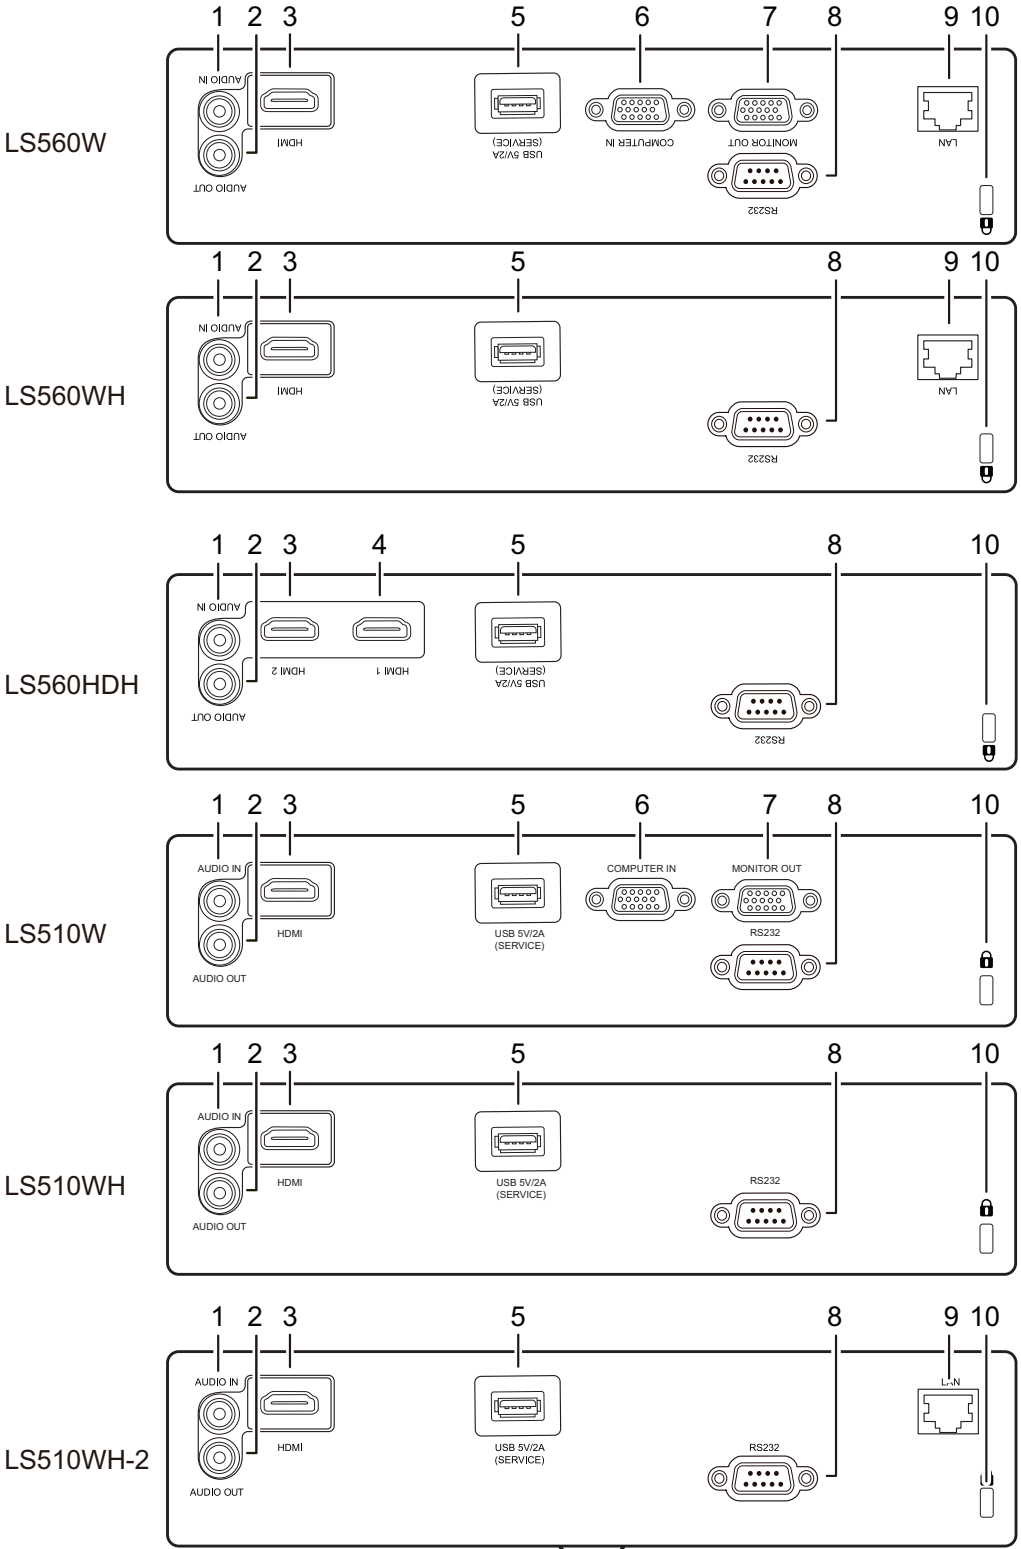 1 2 3 5 6 7 8 9 10
LS560W
AUDIO IN
AUDIO OUT
HDMI
USB 5V/2A
(SERVICE)
COMPUTER IN
MONITOR OUT
RS232
LAN
1 2 3 5 8 9 10
LS560WH
AUDIO IN
AUDIO OUT
HDMI
USB 5V/2A
(SERVICE)
RS232
LAN
1 2 3 4 5 8 10
LS560HDH
AUDIO IN
AUDIO OUT
HDMI 2
HDMI 1
USB 5V/2A
(SERVICE)
RS232
1 2 3 5 6 7 8 10
LS510W
AUDIO IN
AUDIO OUT
HDMI
USB 5V/2A
(SERVICE)
COMPUTER IN
MONITOR OUT
RS232
1 2 3 5 8 10
LS510WH
AUDIO IN
AUDIO OUT
HDMI
USB 5V/2A
(SERVICE)
RS232
1 2 3 5 8 9 10
LS510WH-2
AUDIO IN
AUDIO OUT
HDMI
USB 5V/2A
(SERVICE)
RS232
LAN